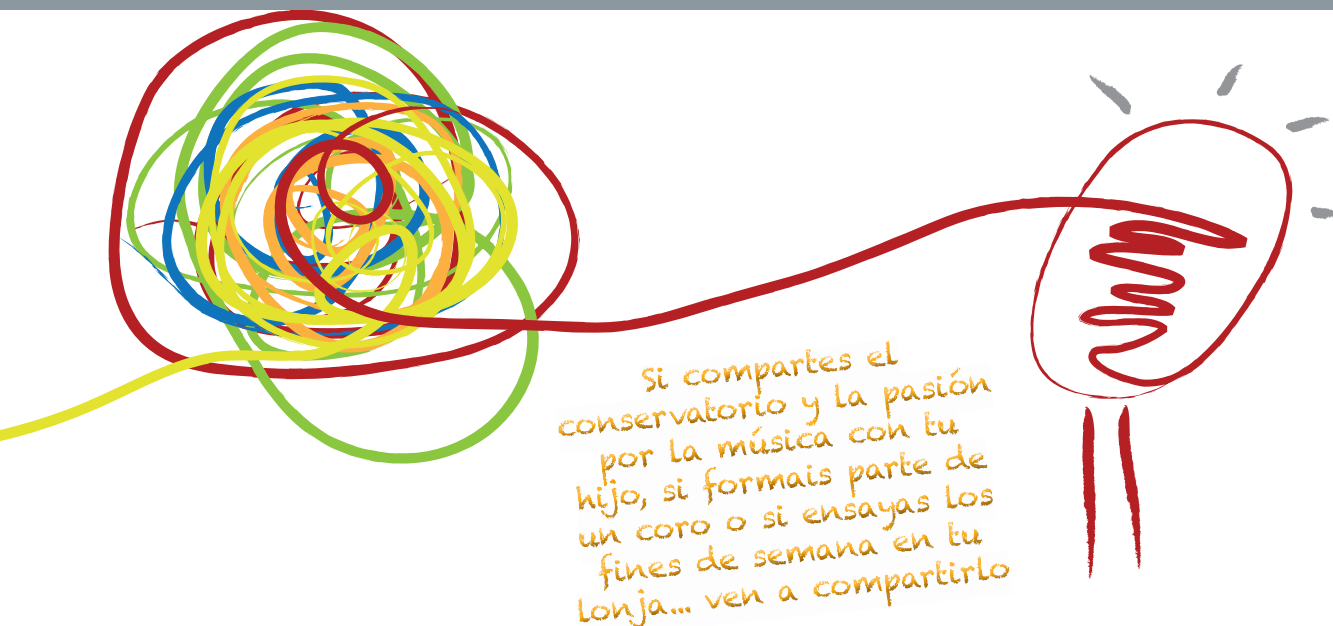 Si compartes el
conservatorio y la pasión
por la música con tu
hijo, si formais parte de
un coro o si ensayas los
fines de semana en tu
lonja... ven a compartirlo